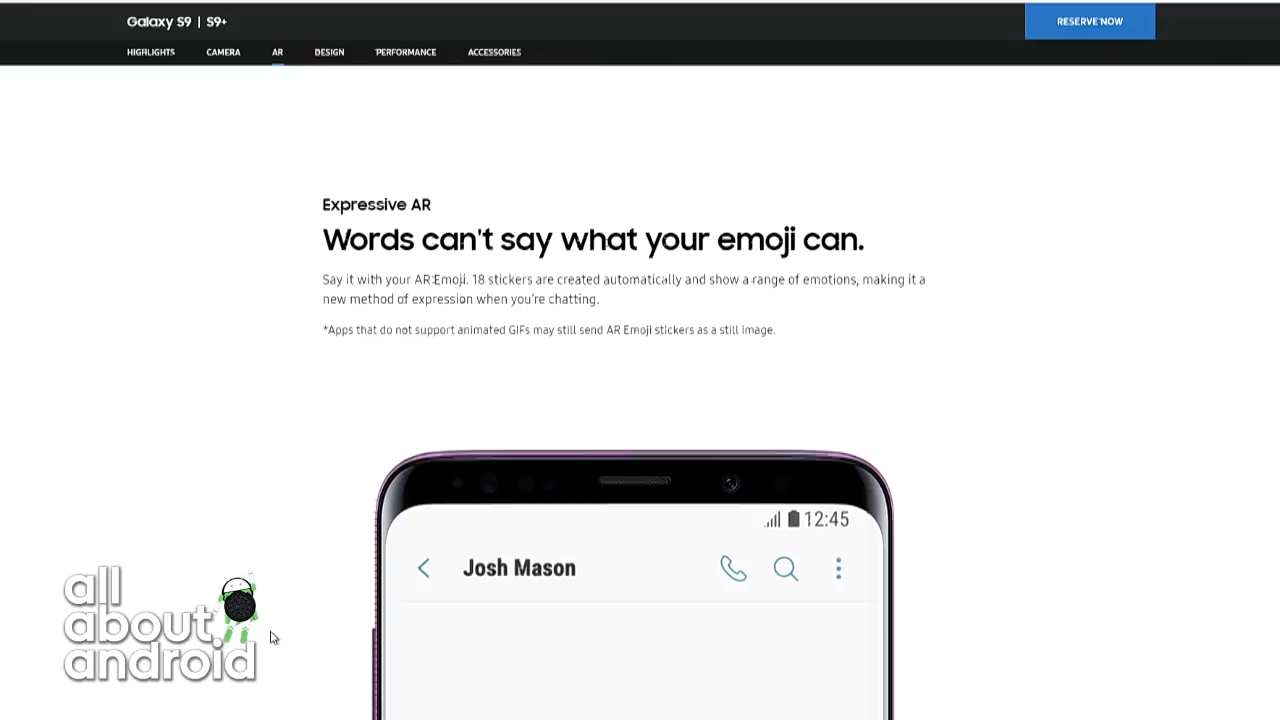 Galaxy S9 | S9+
RESERVE NOW
HIGHLIGHTS CAMERA AR DESIGN PERFORMANCE ACCESSORIES
Expressive AR
Words can't say what your emoji can.
Say it with your AR Emoji. 18 stickers are created automatically and show a range of emotions, making it a
new method of expression when you're chatting.
*Apps that do not support animated GIFs may still send AR Emoji stickers as a still image.
12:45
Josh Mason
all
about
android